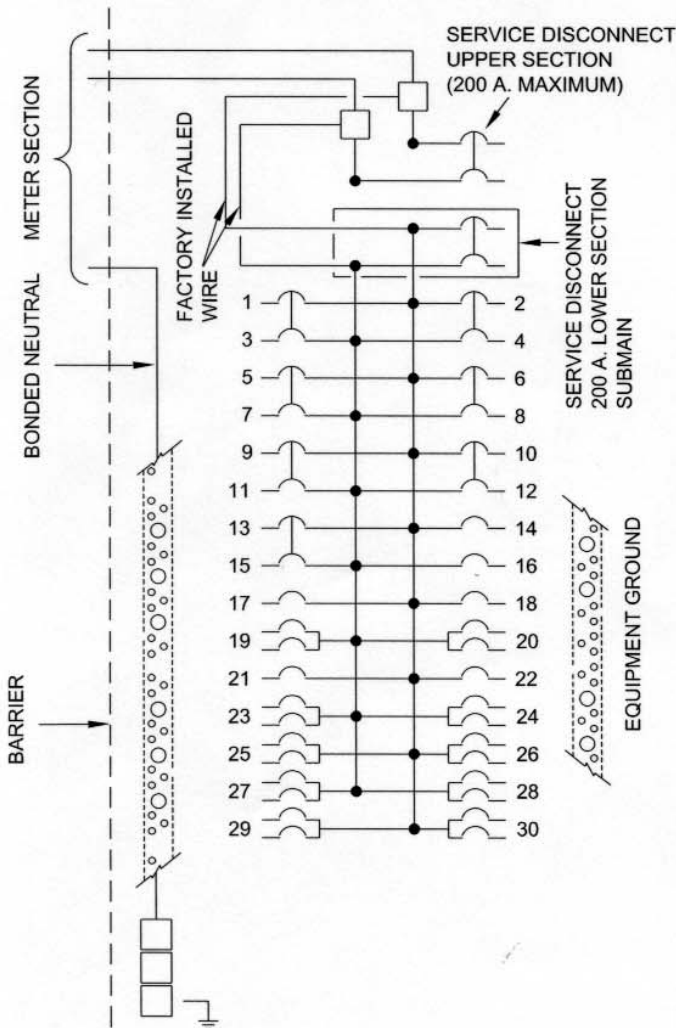 SERVICE DISCONNECT
UPPER SECTION
(200 A. MAXIMUM)
METER SECTION
FACTORY INSTALLED
WIRE
SERVICE DISCONNECT
200 A. LOWER SECTION
SUBMAIN
BONDED NEUTRAL
1 2
3 4
5 6
7 8
9 10
11 12
13 14
15 16
17 18
19 20
21 22
23 24
25 26
27 28
29 30
EQUIPMENT GROUND
BARRIER